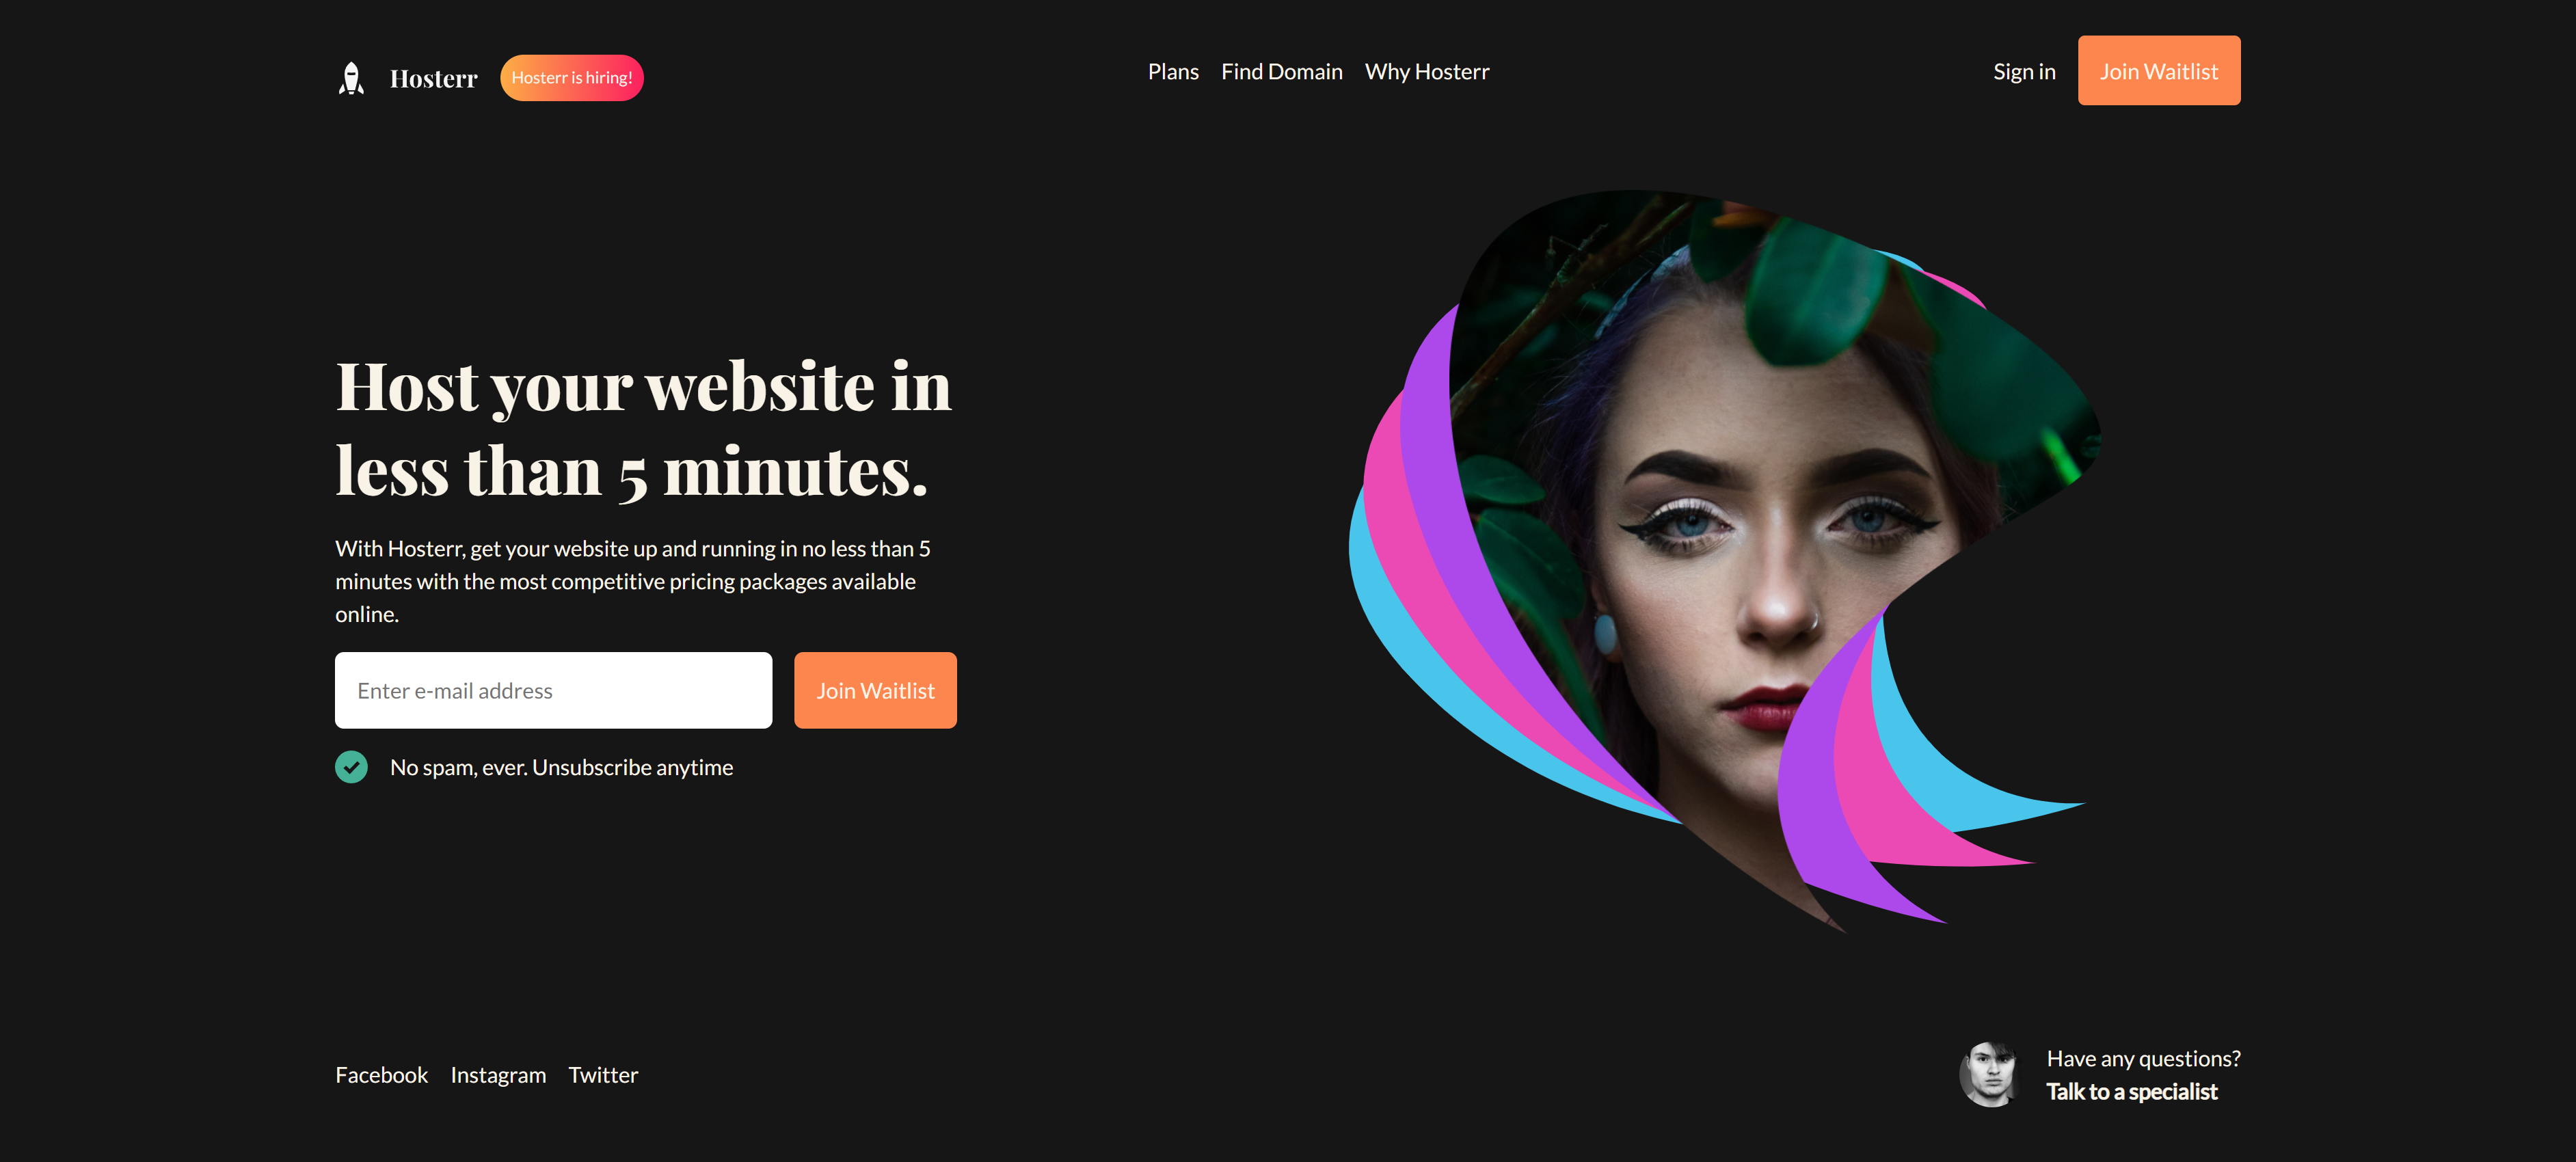 Hosterr
Hosterr is hiring!
Plans
Find Domain
Why Hosterr
Sign in
Join Waitlist
Host your website in
less than 5 minutes.
With Hosterr, get your website up and running in no less than 5
minutes with the most competitive pricing packages available
online.
Enter e-mail address
Join Waitlist
No spam, ever. Unsubscribe anytime
Facebook
Instagram
Twitter
Have any questions?
Talk to a specialist